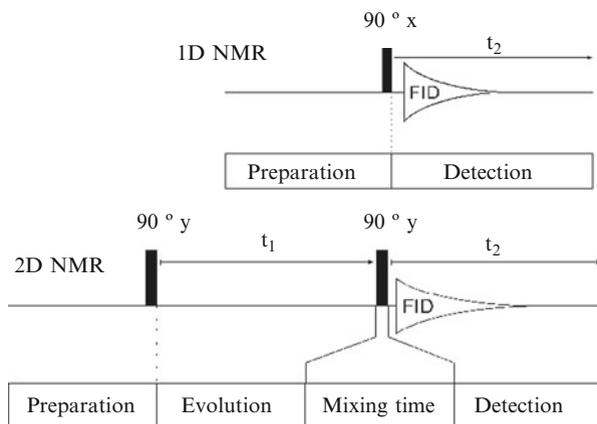 90 º x
1D NMR
t2
FID
Preparation Detection
90 º y
90 º y
2D NMR
t1
t2
FID
Preparation Evolution Mixing time Detection